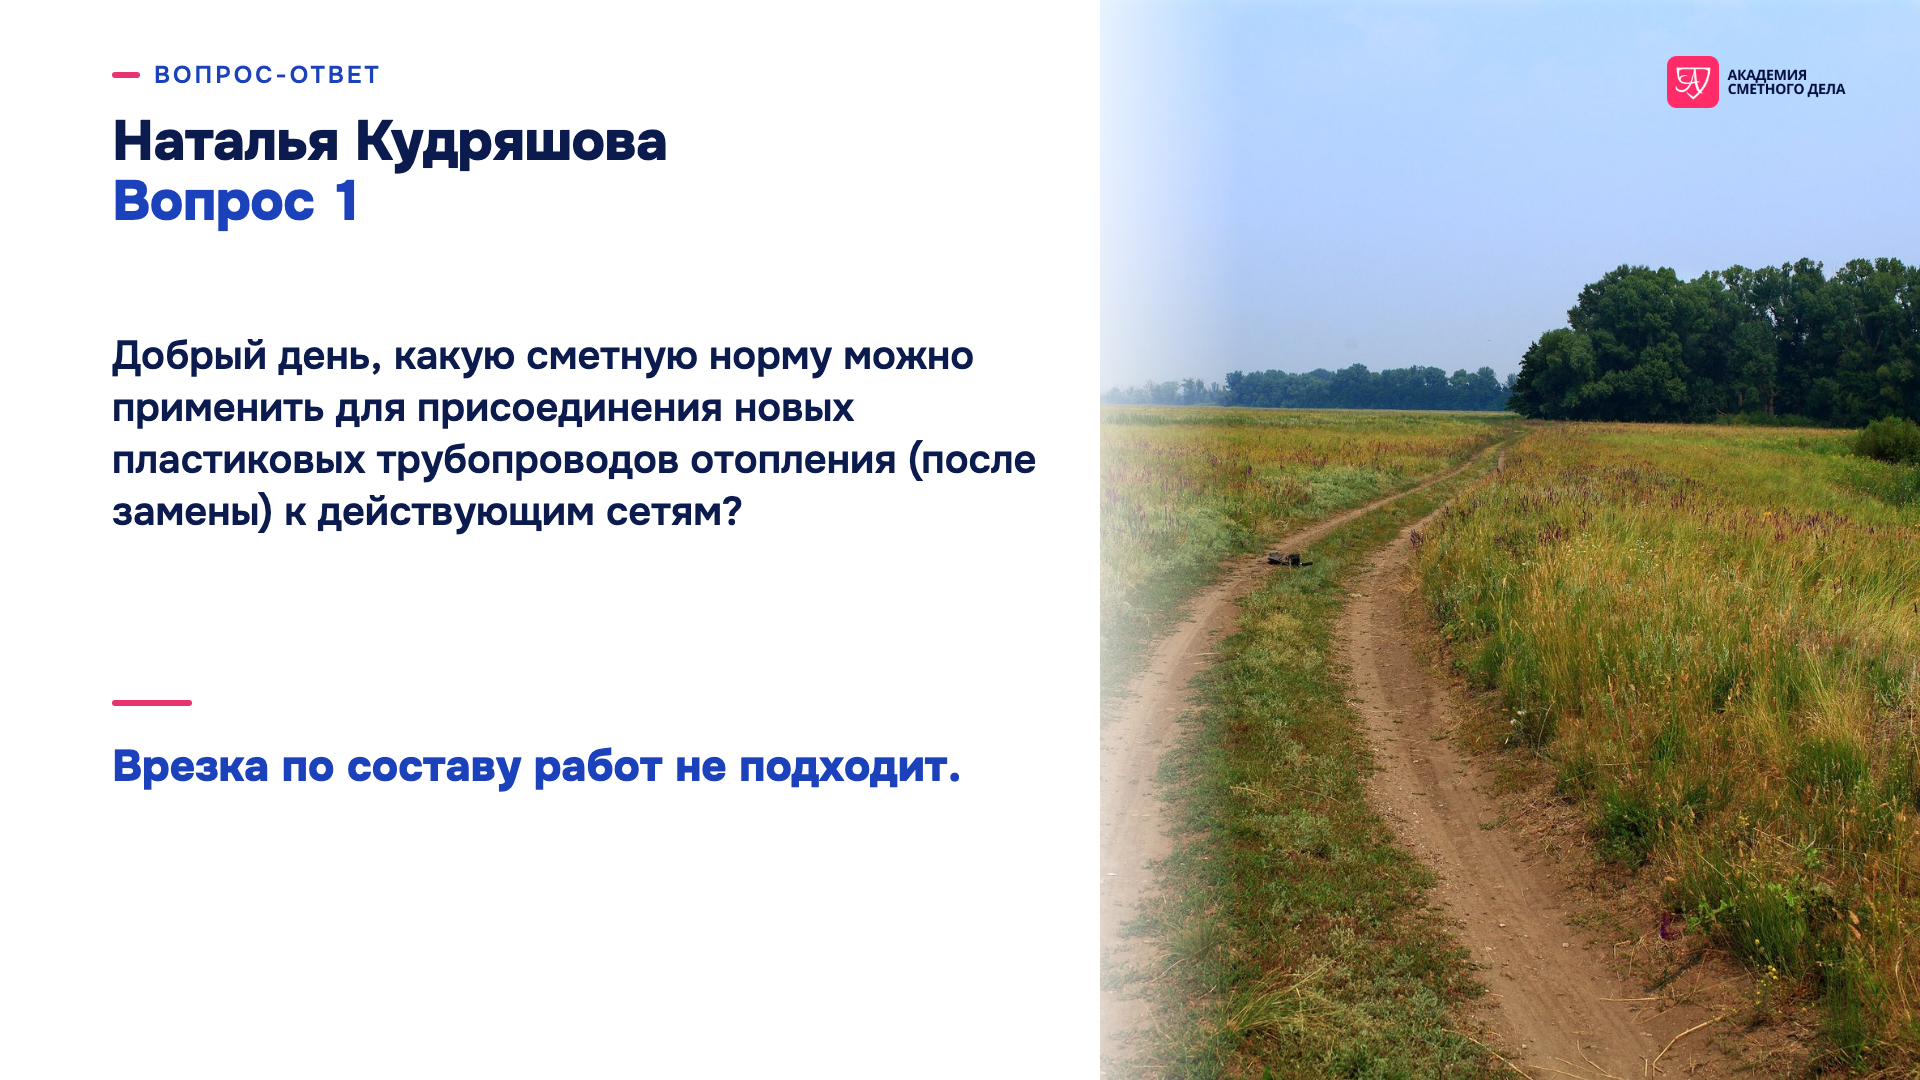 ВОПРОС-ОТВЕТ
АКАДЕМИЯ
СМЕТНОГО ДЕЛА
Наталья Кудряшова
Вопрос 1
Добрый день, какую сметную норму можно
применить для присоединения новых
пластиковых трубопроводов отопления (после
замены) к действующим сетям?
Врезка по составу работ не подходит.